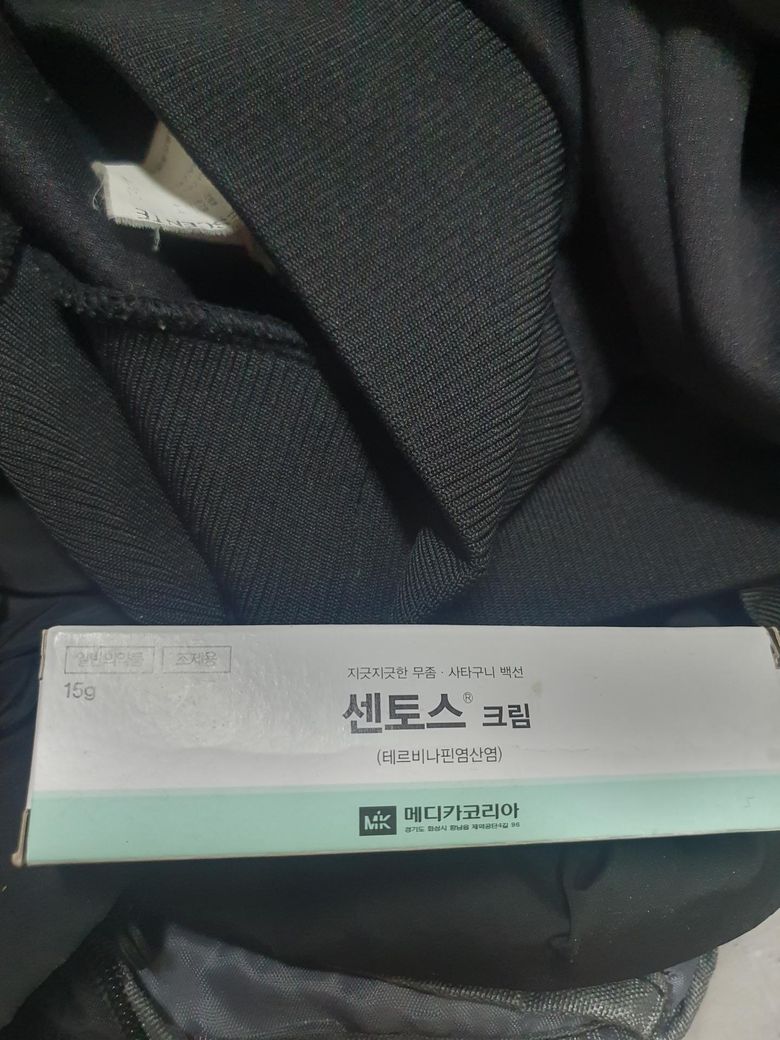 SCENTE
일반의약품 조제용
15g
지긋지긋한 무좀 · 사타구니 백선
센토스® 크림
(테르비나핀염산염)
MK 메디카코리아
경기도 화성시 향남읍 제약공단4길 96